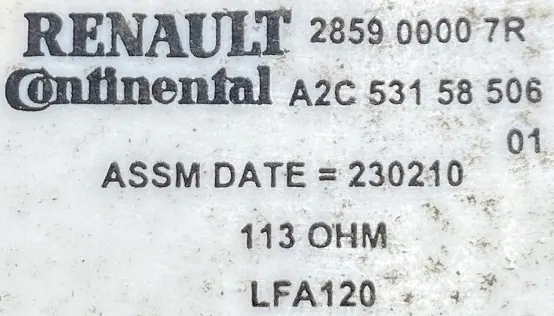 RENAULT 2859 0000 7R
Continental A2C 531 58 506
01
ASSM DATE = 230210
113 OHM
LFA120